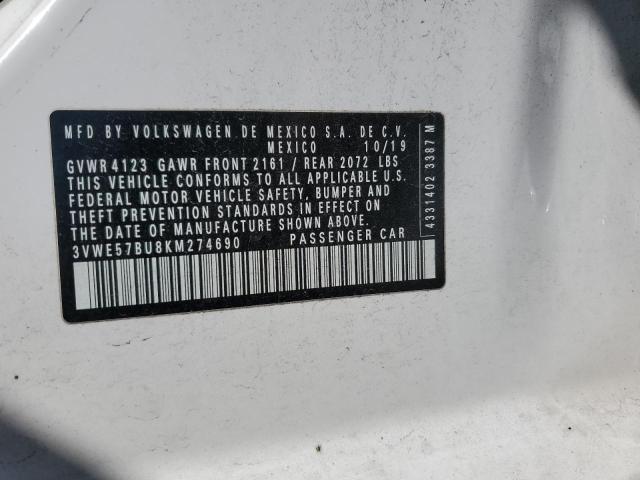 MFD BY VOLKSWAGEN DE MEXICO S.A. DE C.V.
MEXICO 10/19
GVWR 4123 GAWR FRONT 2161 / REAR 2072 LBS
THIS VEHICLE CONFORMS TO ALL APPLICABLE U.S.
FEDERAL MOTOR VEHICLE SAFETY, BUMPER AND
THEFT PREVENTION STANDARDS IN EFFECT ON
THE DATE OF MANUFACTURE SHOWN ABOVE.
3VWE57BU8KM274690 PASSENGER CAR
4331402 3387 M